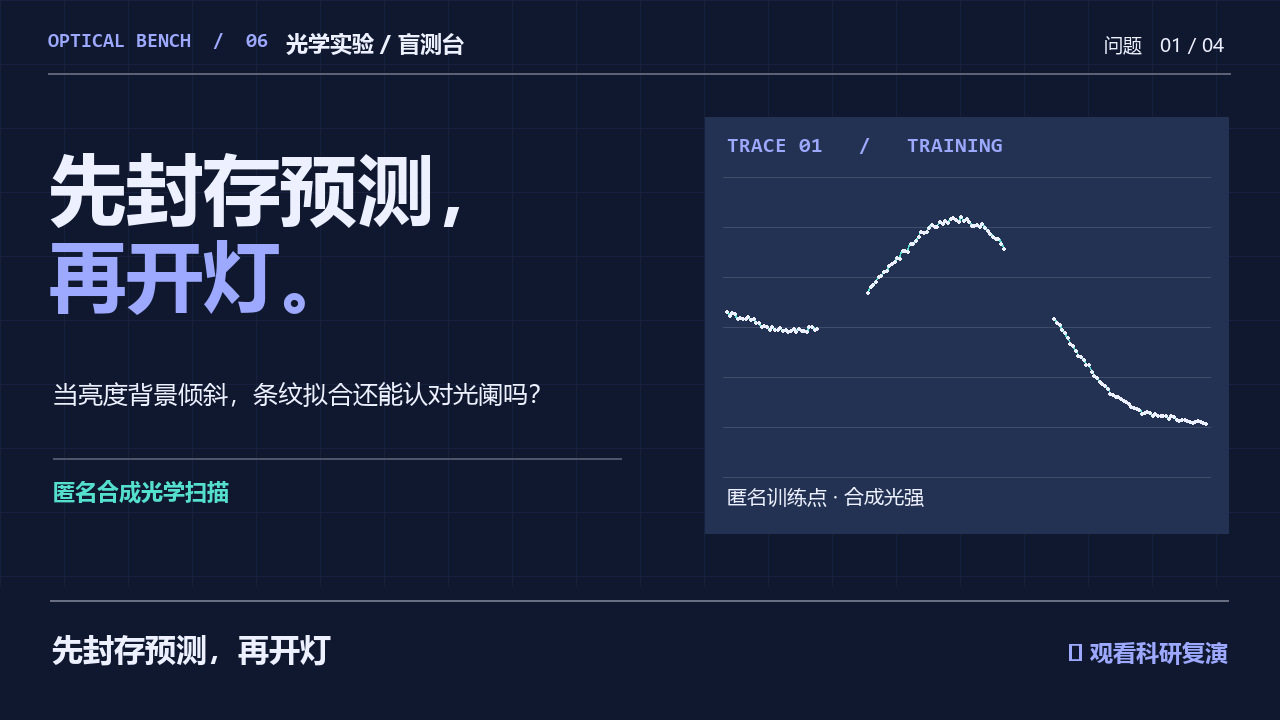 OPTICAL BENCH / 06 光学实验 / 盲测台
问题 01 / 04
先封存预测，
再开灯。
当亮度背景倾斜，条纹拟合还能认对光阑吗？
匿名合成光学扫描
TRACE 01 / TRAINING
匿名训练点 · 合成光强
先封存预测，再开灯
观看科研复演